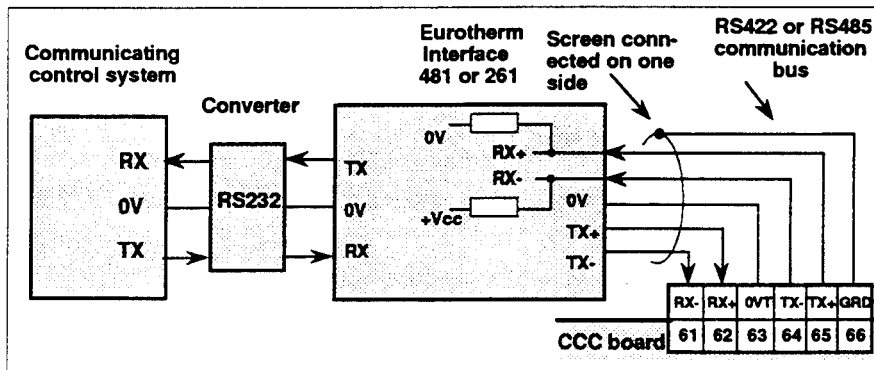 Communicating
control system
Converter
Eurotherm
Interface
481 or 261
Screen conn-
ected on one
side
RS422 or RS485
communication
bus
RX
0V
TX
RS232
TX
0V
RX
0V
+Vcc
RX+
RX-
0V
TX+
TX-
RX- RX+ 0VT TX- TX+ GRD
CCC board 61 62 63 64 65 66